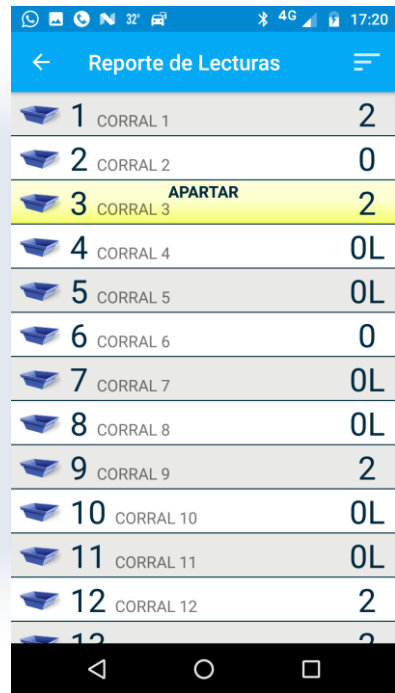 32° 4G 17:20
Reporte de Lecturas
1 CORRAL 1 2
2 CORRAL 2 0
APARTAR
3 CORRAL 3 2
4 CORRAL 4 0L
5 CORRAL 5 0L
6 CORRAL 6 0
7 CORRAL 7 0L
8 CORRAL 8 0L
9 CORRAL 9 2
10 CORRAL 10 0L
11 CORRAL 11 0L
12 CORRAL 12 2